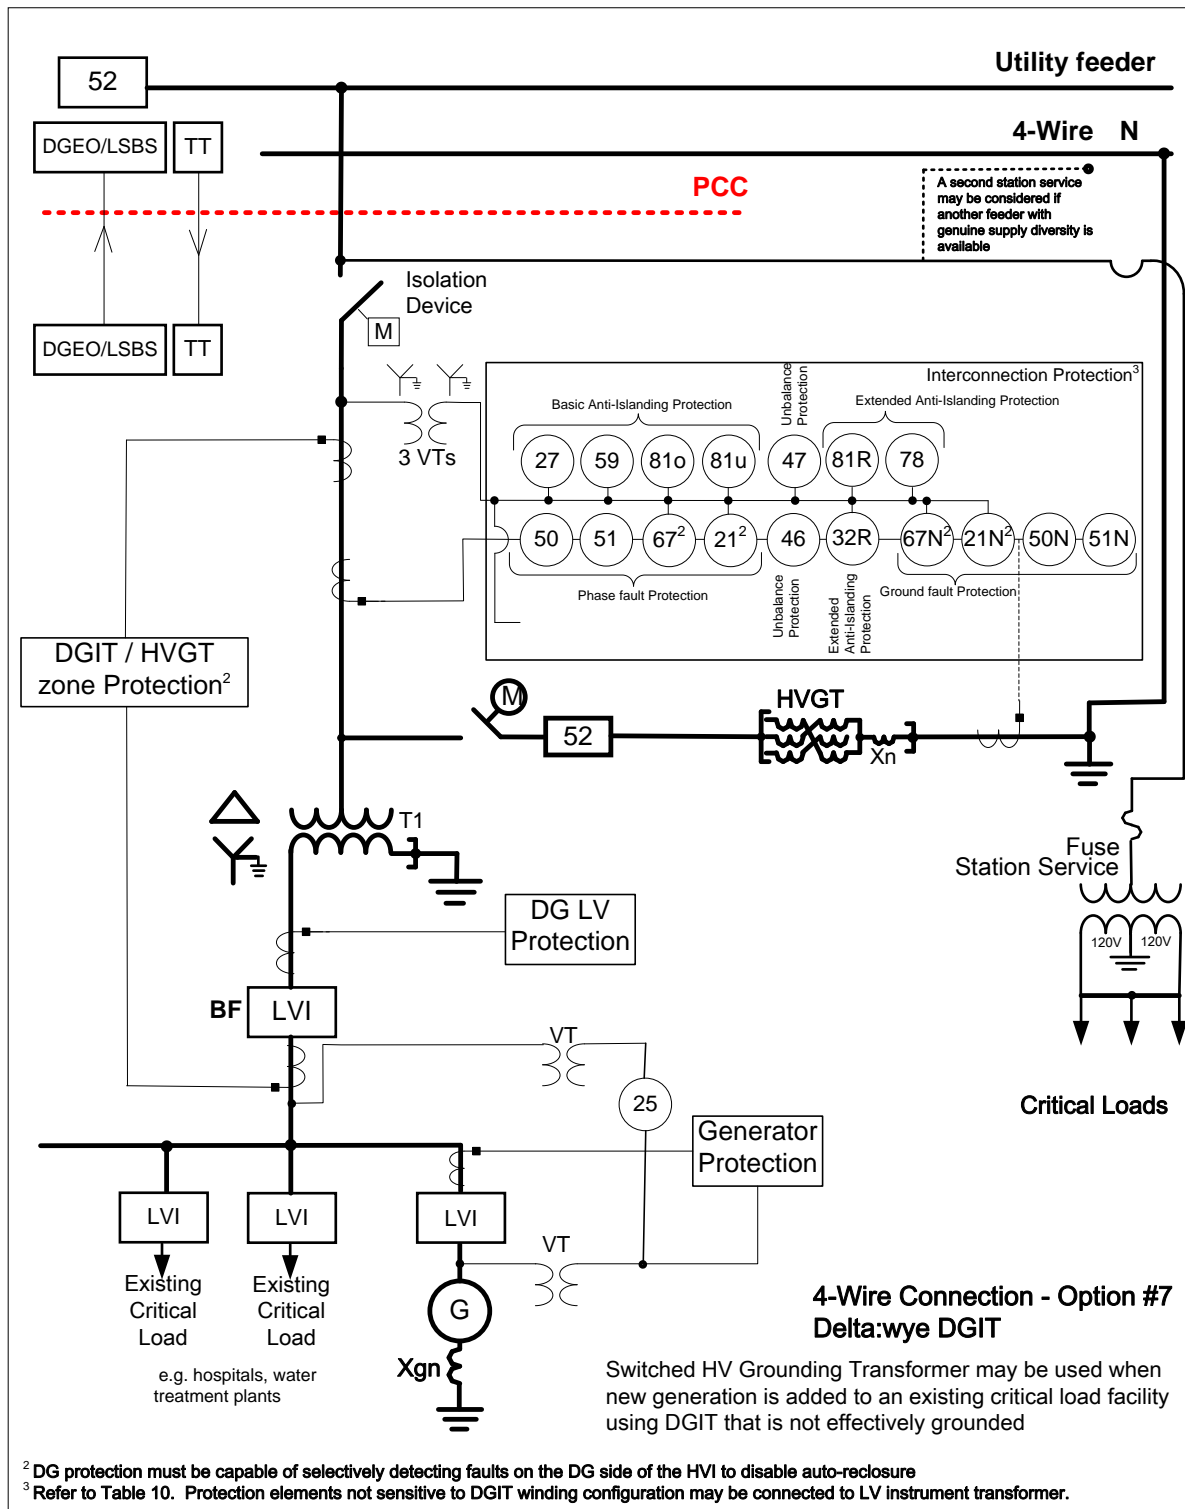 52
Utility feeder
DGEO/LSBS
TT
4-Wire N
PCC
A second station service
may be considered if
another feeder with
genuine supply diversity is
available
Isolation
Device
M
DGEO/LSBS
TT
Interconnection Protection³
Basic Anti-Islanding Protection
Unbalance
Protection
Extended Anti-Islanding Protection
3 VTs
27
59
81o
81u
47
81R
78
50
51
67²
21²
46
32R
67N²
21N²
50N
51N
Phase fault Protection
Unbalance
Protection
Extended
Anti-Islanding
Protection
Ground fault Protection
DGIT / HVGT
zone Protection²
M
52
HVGT
Xn
T1
Fuse
Station Service
120V
120V
Critical Loads
DG LV
Protection
BF
LVI
VT
25
Generator
Protection
LVI
LVI
LVI
VT
Existing
Critical
Load
Existing
Critical
Load
G
Xgn
e.g. hospitals, water
treatment plants
4-Wire Connection - Option #7
Delta:wye DGIT
Switched HV Grounding Transformer may be used when
new generation is added to an existing critical load facility
using DGIT that is not effectively grounded
² DG protection must be capable of selectively detecting faults on the DG side of the HVI to disable auto-reclosure
³ Refer to Table 10. Protection elements not sensitive to DGIT winding configuration may be connected to LV instrument transformer.